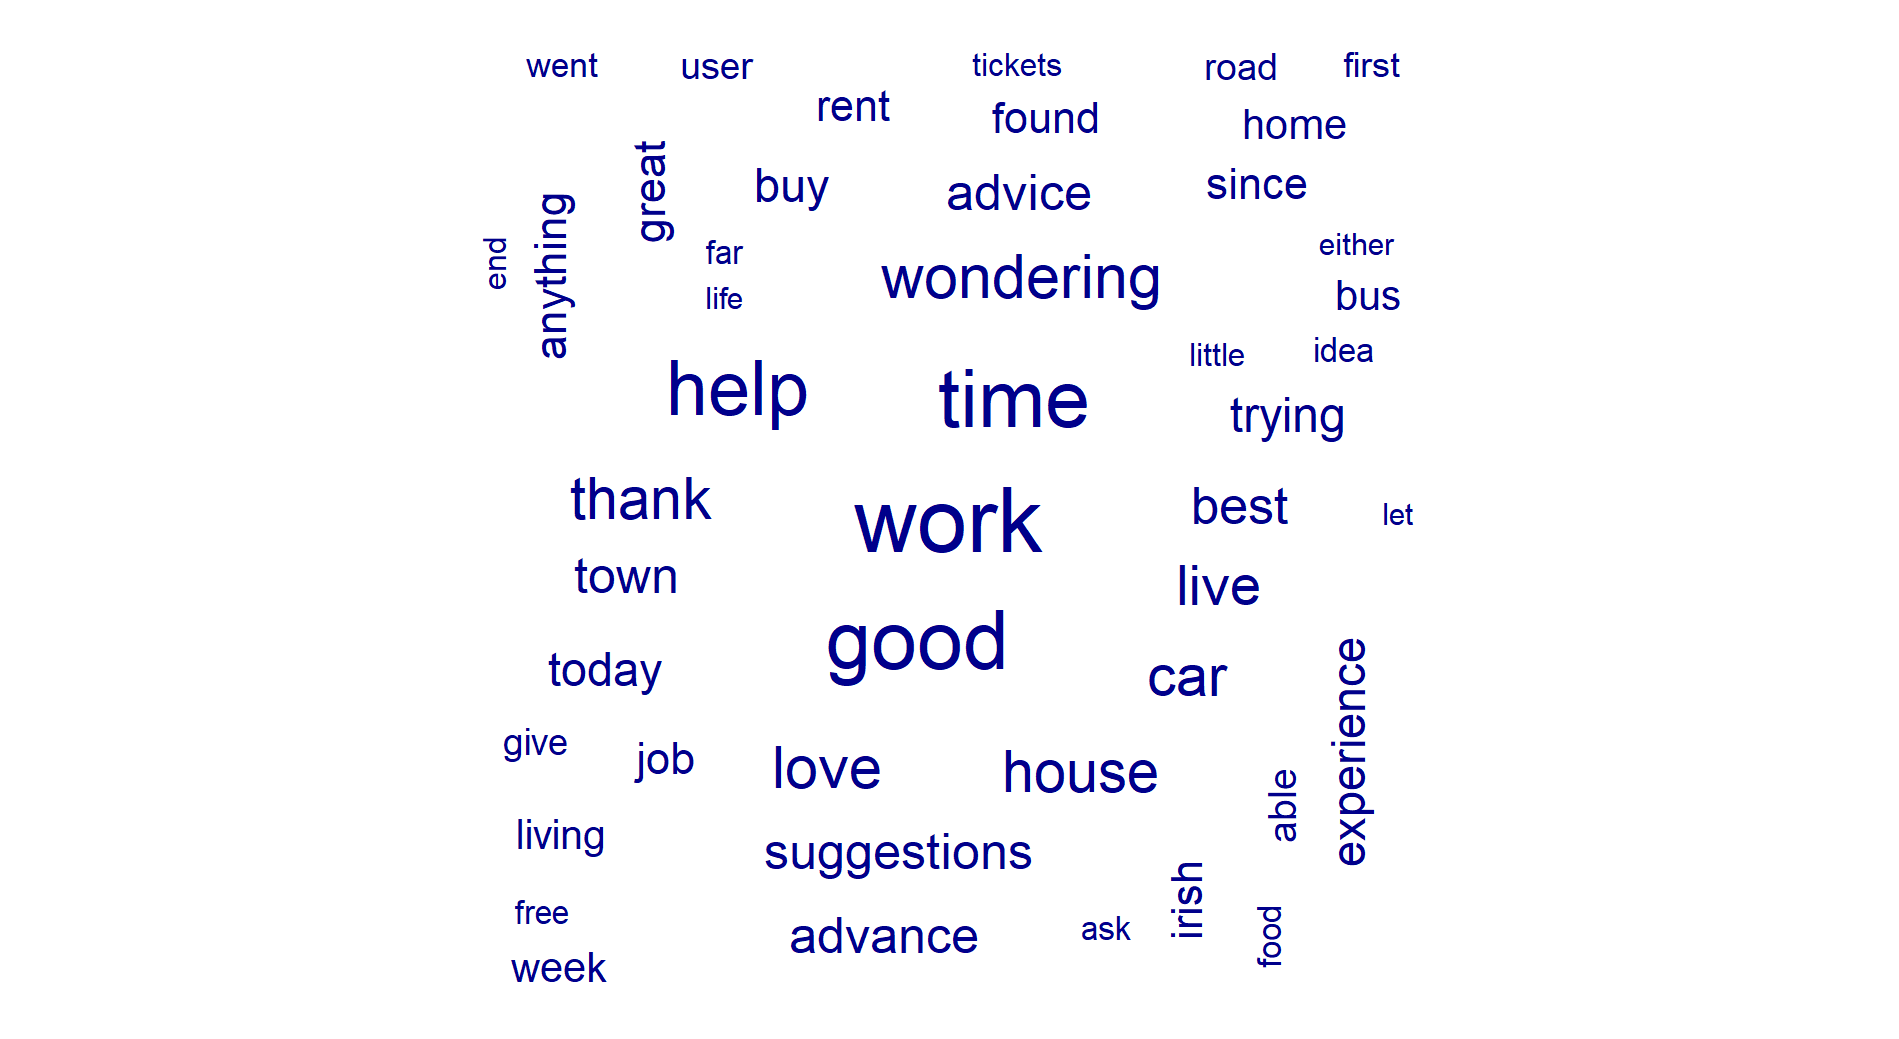 went
user
tickets
road
first
rent
found
home
great
buy
advice
since
anything
end
far
wondering
either
life
bus
little
idea
help
time
trying
thank
work
best
let
town
live
good
today
car
experience
give
job
love
house
able
living
suggestions
irish
free
advance
ask
food
week